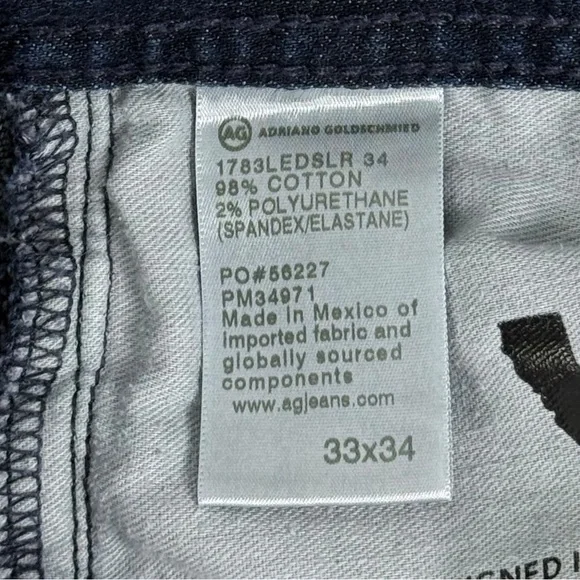 AG ADRIANO GOLDSCHMIED
1783LEDSLR 34
98% COTTON
2% POLYURETHANE
(SPANDEX/ELASTANE)
PO#56227
PM34971
Made in Mexico of
imported fabric and
globally sourced
components
www.agjeans.com.
33x34